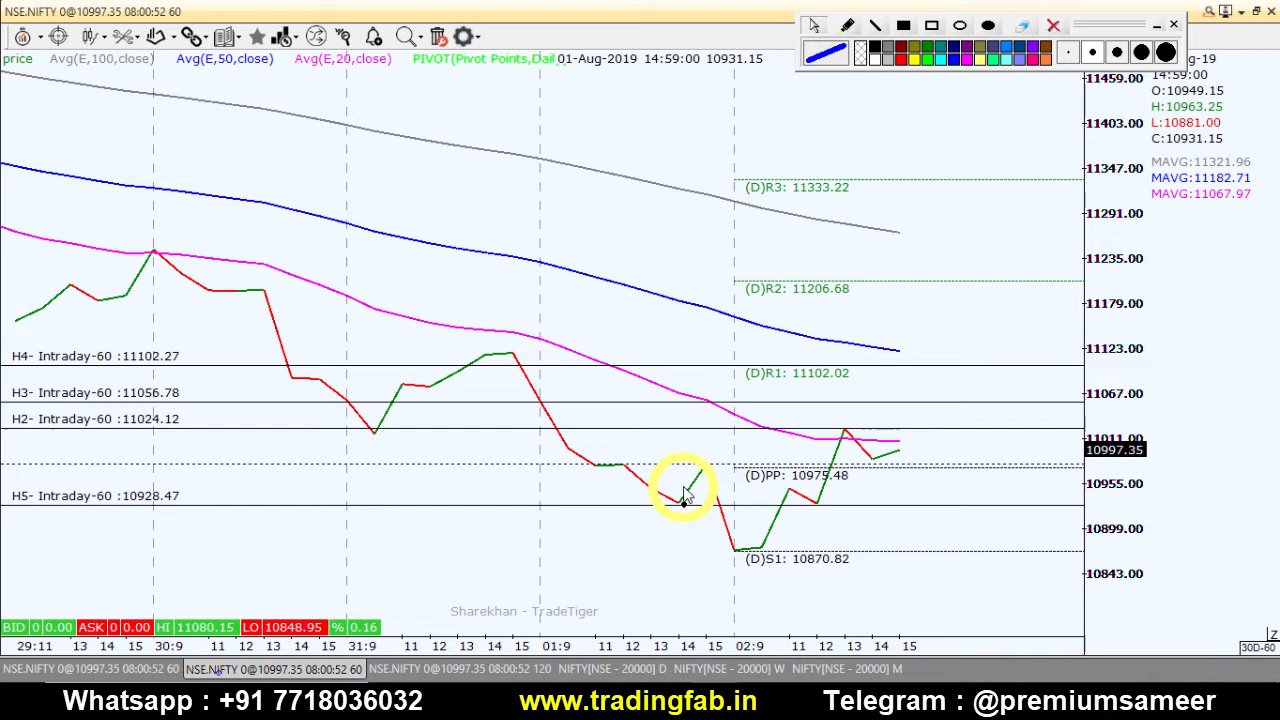 NSE.NIFTY 0@10997.35 08:00:52 60
price Avg(E,100,close) Avg(E,50,close) Avg(E,20,close) PIVOT(Pivot Points,Dail 01-Aug-2019 14:59:00 10931.15
g-19
14:59:00
O:10949.15
H:10963.25
L:10881.00
C:10931.15
MAVG:11321.96
MAVG:11182.71
MAVG:11067.97
11459.00
11403.00
11347.00
11291.00
11235.00
11179.00
11123.00
11067.00
11011.00
10997.35
10955.00
10899.00
10843.00
(D)R3: 11333.22
(D)R2: 11206.68
H4- Intraday-60 :11102.27
(D)R1: 11102.02
H3- Intraday-60 :11056.78
H2- Intraday-60 :11024.12
(D)PP: 10975.48
H5- Intraday-60 :10928.47
(D)S1: 10870.82
Sharekhan - TradeTiger
BID 0 0.00 ASK 0 0.00 HI 11080.15 LO 10848.95 % 0.16
29:11 13 14 15 30:9 11 12 13 14 15 31:9 11 12 13 14 15 01:9 11 12 13 14 15 02:9 11 12 13 14 15
Z
30D-60
NSE.NIFTY 0@10997.35 08:00:52 60 NSE.NIFTY 0@10997.35 08:00:52 60 NSE.NIFTY 0@10997.35 08:00:52 120 NIFTY[NSE - 20000] D NIFTY[NSE - 20000] W NIFTY[NSE - 20000] M
Whatsapp : +91 7718036032 www.tradingfab.in Telegram : @premiumsameer